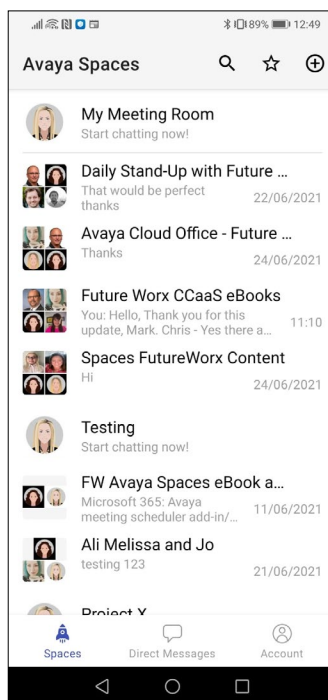 89% 12:49
Avaya Spaces
My Meeting Room
Start chatting now!
Daily Stand-Up with Future ...
That would be perfect
thanks
22/06/2021
Avaya Cloud Office - Future ...
Thanks
24/06/2021
Future Worx CCaaS eBooks
You: Hello, Thank you for this
update, Mark. Chris - Yes there a...
11:10
Spaces FutureWorx Content
Hi
24/06/2021
Testing
Start chatting now!
FW Avaya Spaces eBook a...
Microsoft 365: Avaya
meeting scheduler add-in/...
11/06/2021
Ali Melissa and Jo
testing 123
21/06/2021
Project X
Spaces
Direct Messages
Account